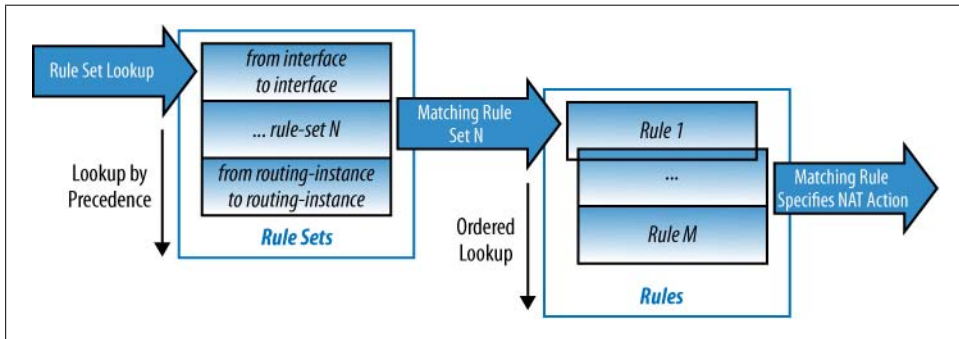 Rule Set Lookup
from interface
to interface
... rule-set N
from routing-instance
to routing-instance
Rule Sets
Lookup by
Precedence
Matching Rule
Set N
Rule 1
...
Rule M
Rules
Ordered
Lookup
Matching Rule
Specifies NAT Action